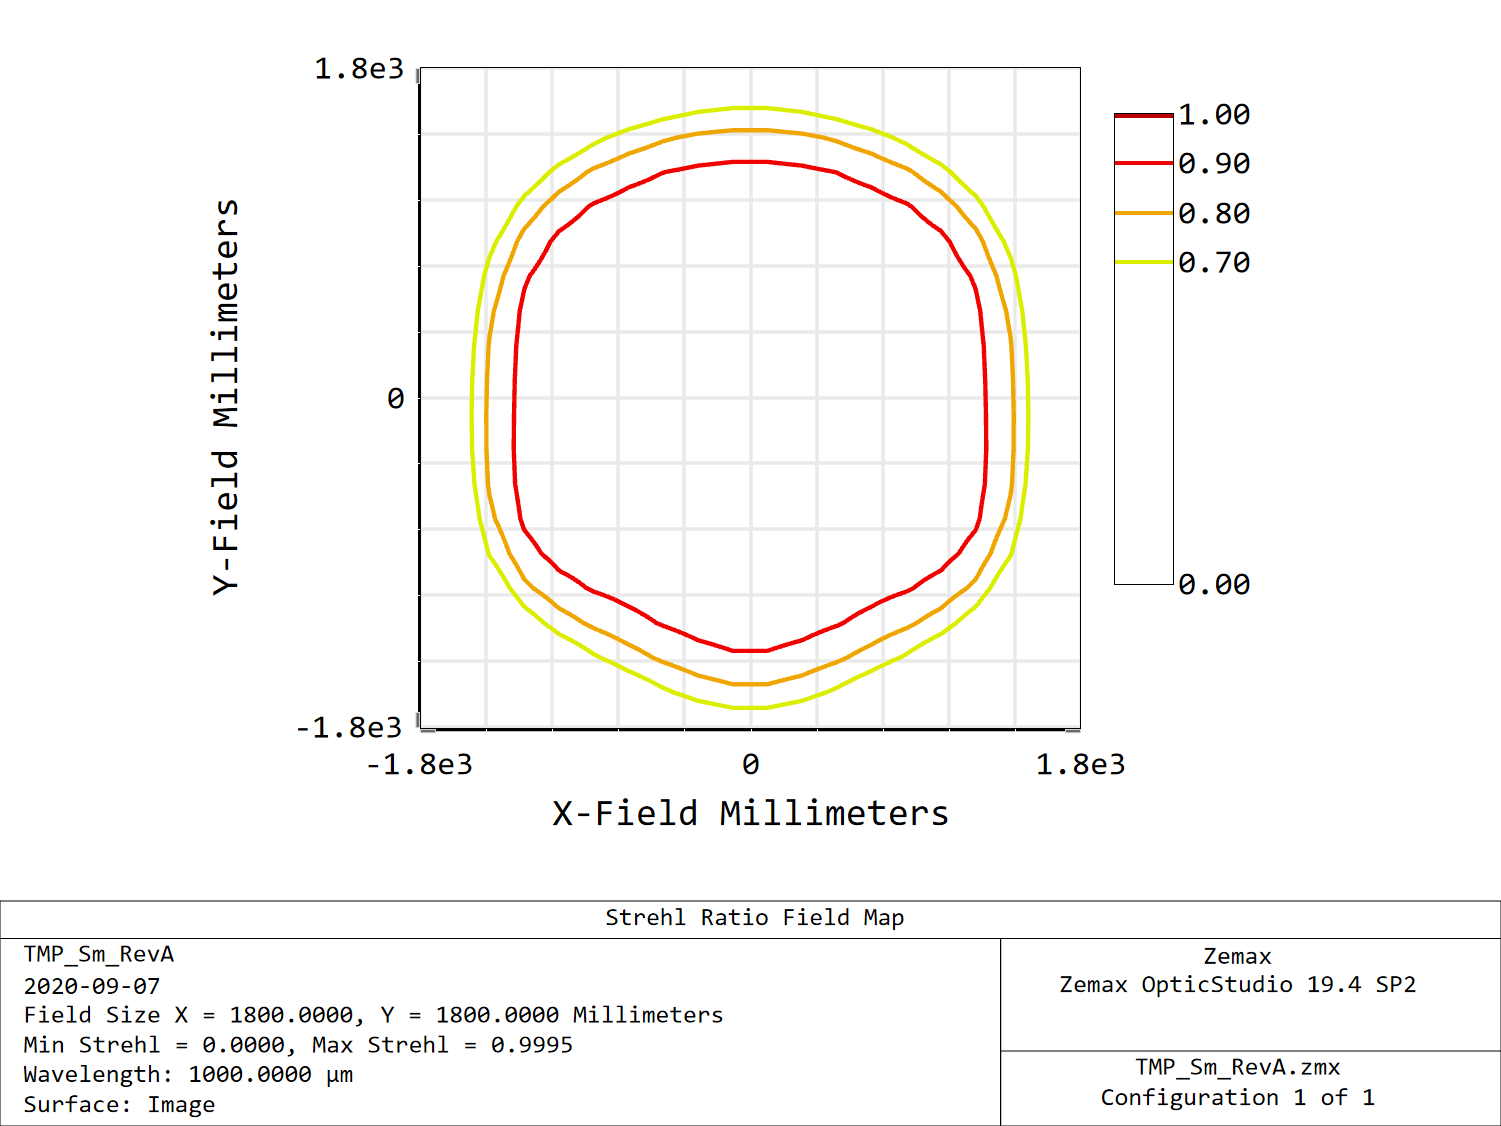 1.8e3
0
-1.8e3
Y-Field Millimeters
-1.8e3
0
1.8e3
X-Field Millimeters
1.00
0.90
0.80
0.70
0.00
Strehl Ratio Field Map
TMP_Sm_RevA
2020-09-07
Field Size X = 1800.0000, Y = 1800.0000 Millimeters
Min Strehl = 0.0000, Max Strehl = 0.9995
Wavelength: 1000.0000 µm
Surface: Image
Zemax
Zemax OpticStudio 19.4 SP2
TMP_Sm_RevA.zmx
Configuration 1 of 1